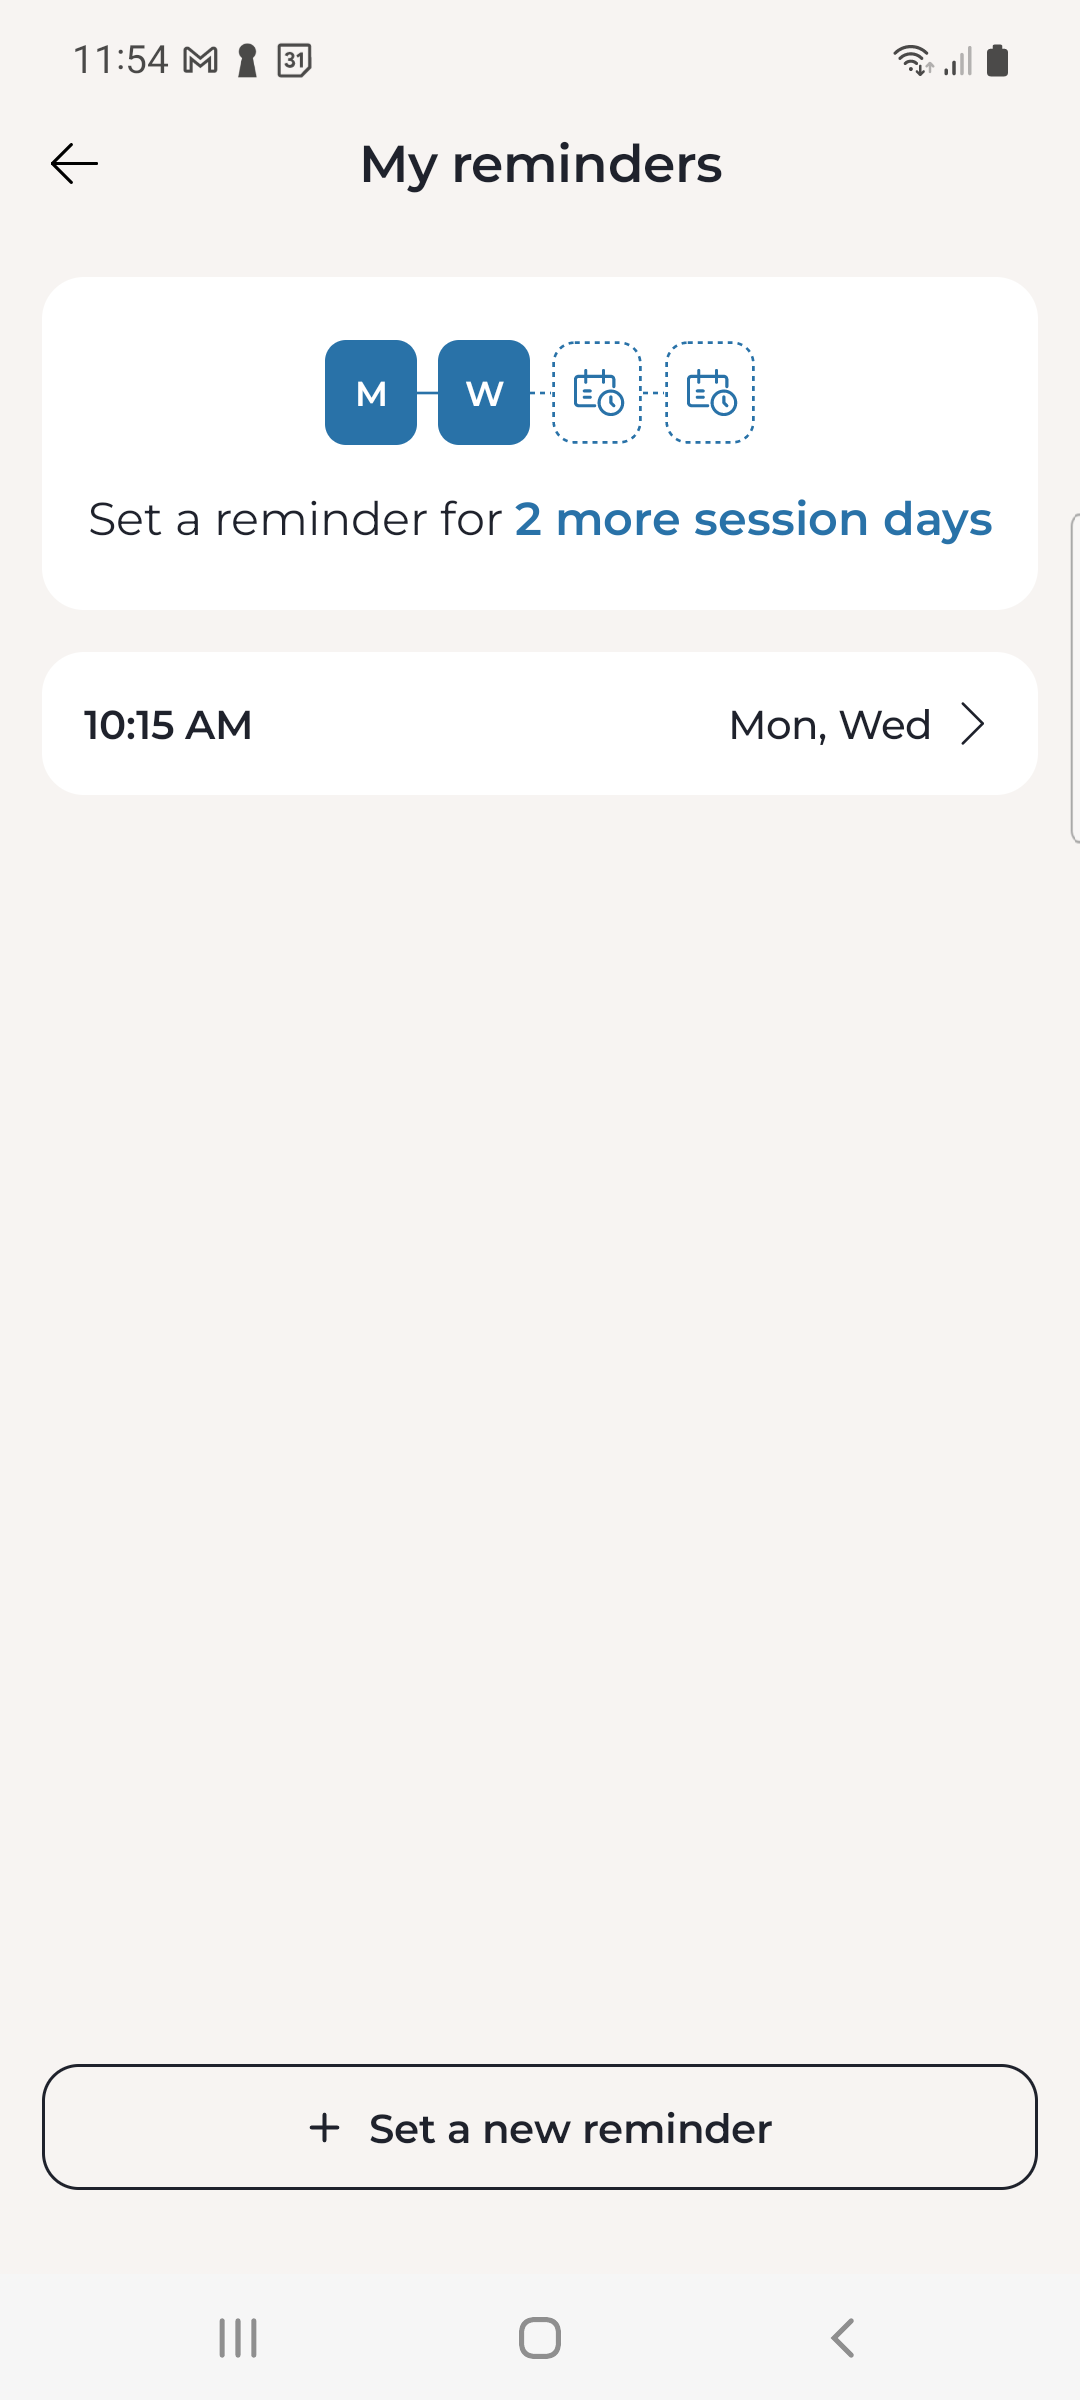 11:54 31
My reminders
M W
Set a reminder for 2 more session days
10:15 AM Mon, Wed
+ Set a new reminder